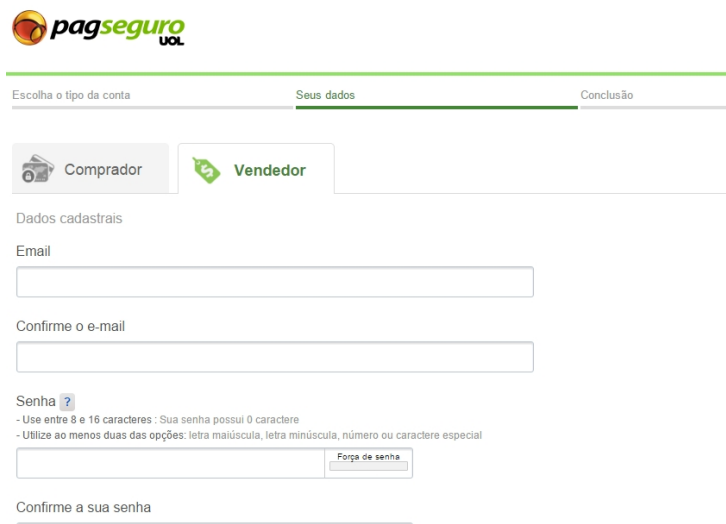 pagseguro
UOL
Escolha o tipo da conta
Seus dados
Conclusão
Comprador
Vendedor
Dados cadastrais
Email
Confirme o e-mail
Senha ?
- Use entre 8 e 16 caracteres : Sua senha possui 0 caractere
- Utilize ao menos duas das opções: letra maiúscula, letra minúscula, número ou caractere especial
Força de senha
Confirme a sua senha